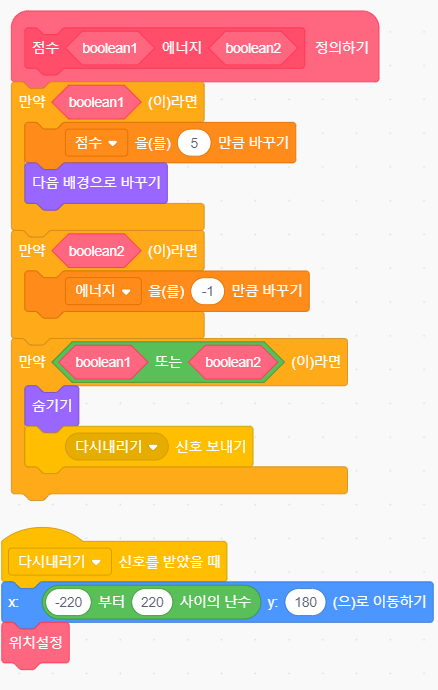 점수 boolean1 에너지 boolean2 정의하기
만약 boolean1 (이)라면
점수 을(를) 5 만큼 바꾸기
다음 배경으로 바꾸기
만약 boolean2 (이)라면
에너지 을(를) -1 만큼 바꾸기
만약 boolean1 또는 boolean2 (이)라면
숨기기
다시내리기 신호 보내기
다시내리기 신호를 받았을 때
x: -220 부터 220 사이의 난수 y: 180 (으)로 이동하기
위치설정